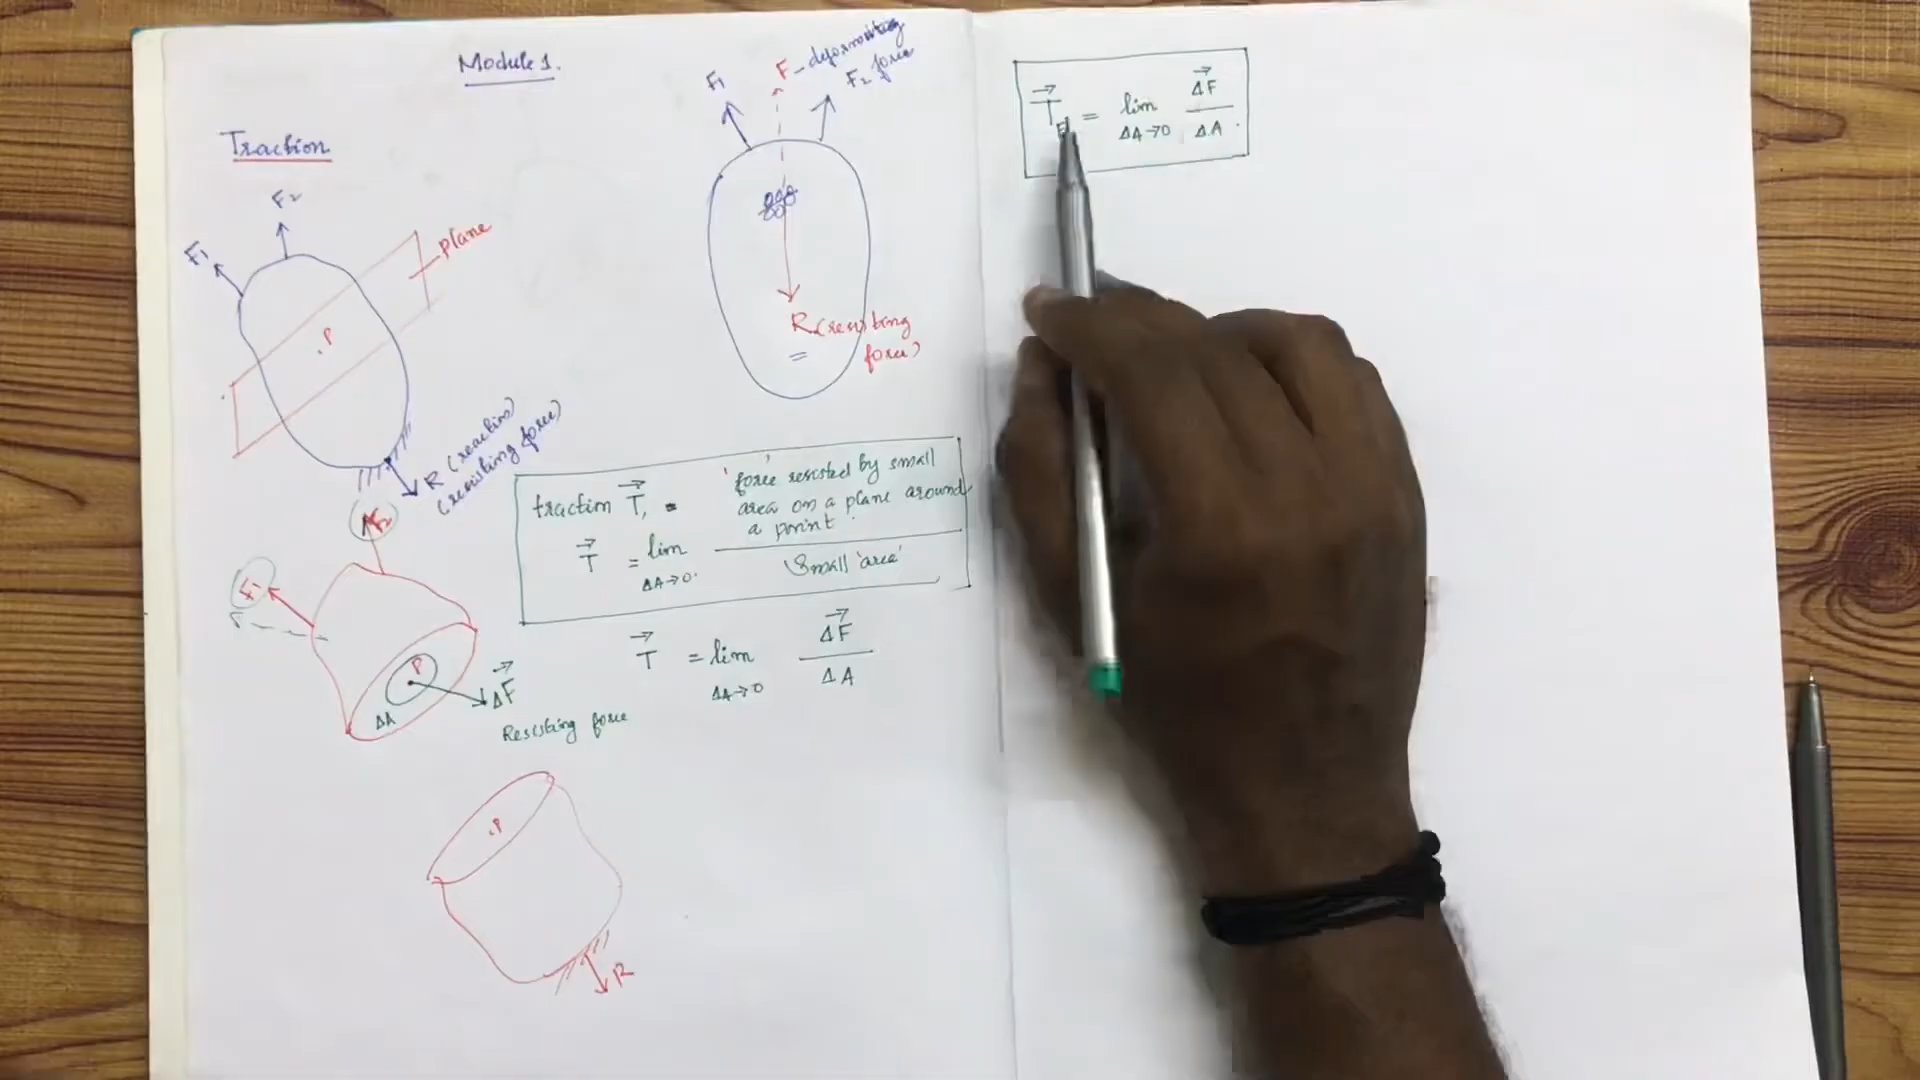 Module 1.
Traction
F2
F1
plane
.P
R (reaction)
(resisting force)
F1
F - deforming
F2 force
R (resisting
force)
=
traction T⃗, =
'force' resisted by small
area on a plane around
a point.
T⃗ = lim
ΔA→0.
Small 'area'
F2
F1
P
ΔA
ΔF⃗
Resisting force
T⃗ = lim ΔF⃗
ΔA→0 ΔA
.P
R
T⃗ = lim ΔF⃗
ΔA→0 ΔA.